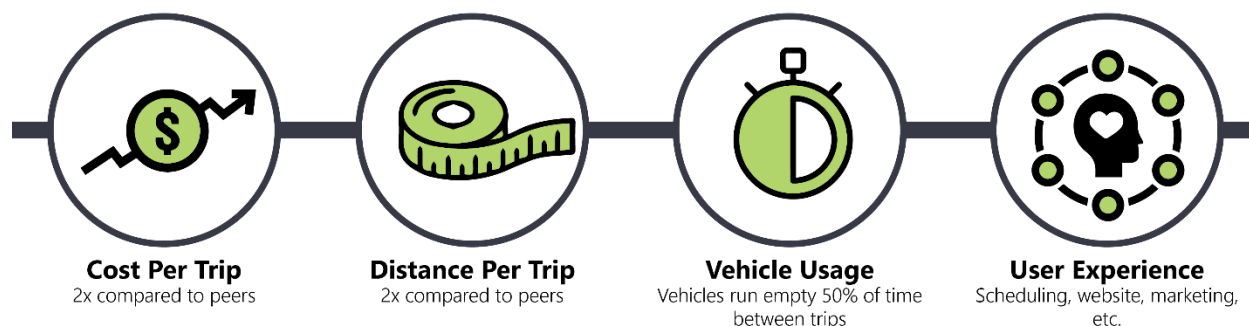 $
Cost Per Trip
2x compared to peers
Distance Per Trip
2x compared to peers
Vehicle Usage
Vehicles run empty 50% of time
between trips
User Experience
Scheduling, website, marketing,
etc.